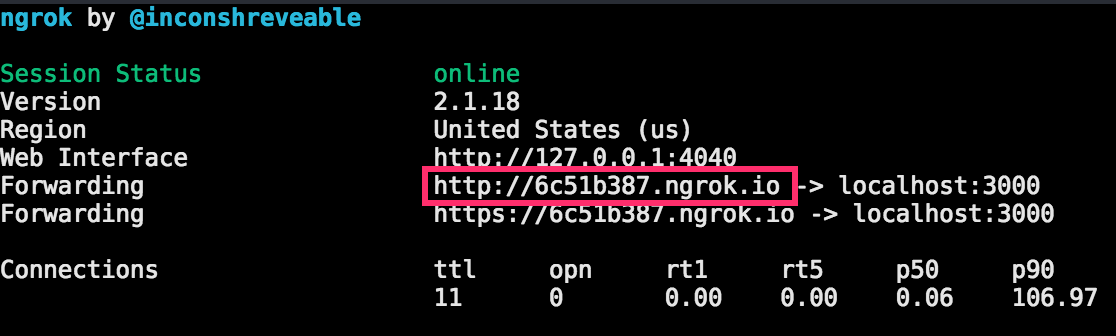 ngrok by @inconshreveable
Session Status online
Version 2.1.18
Region United States (us)
Web Interface http://127.0.0.1:4040
Forwarding http://6c51b387.ngrok.io -> localhost:3000
Forwarding https://6c51b387.ngrok.io -> localhost:3000
Connections ttl opn rt1 rt5 p50 p90
11 0 0.00 0.00 0.06 106.97